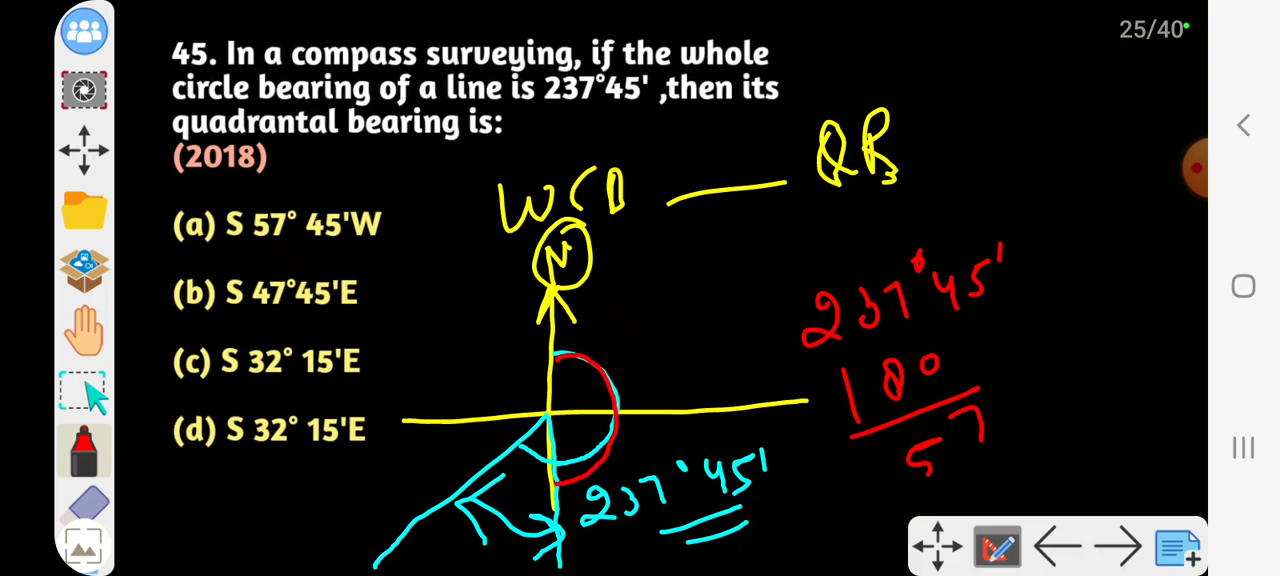 25/40
45. In a compass surveying, if the whole
circle bearing of a line is 237°45' ,then its
quadrantal bearing is:
(2018)
WCB — QB
N
(a) S 57° 45'W
(b) S 47°45'E
(c) S 32° 15'E
(d) S 32° 15'E
237°45'
180
57
237°45'